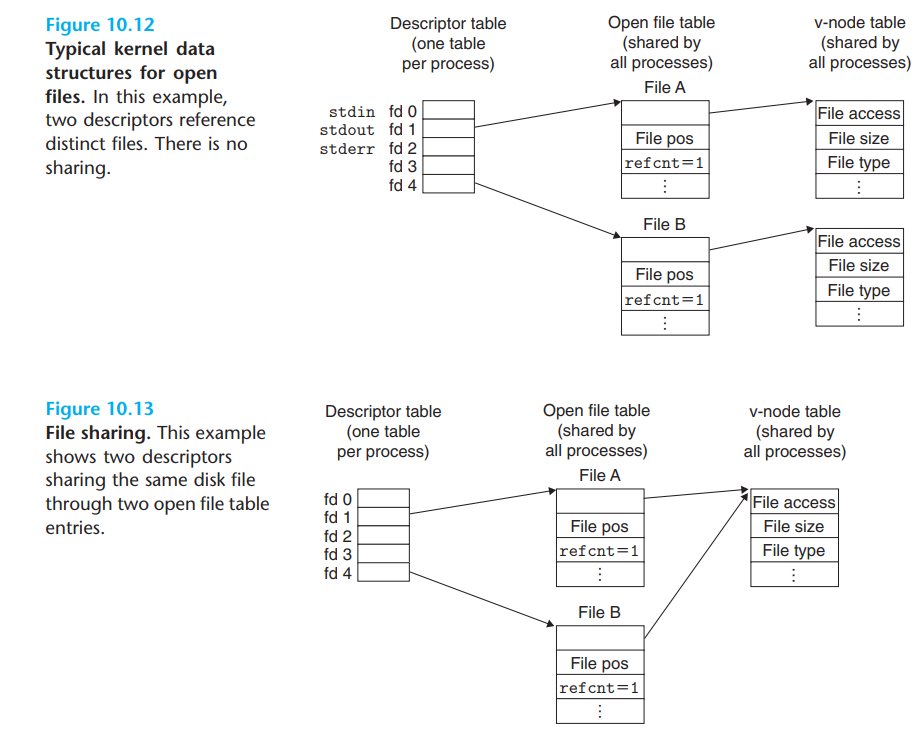 Figure 10.12
Typical kernel data
structures for open
files. In this example,
two descriptors reference
distinct files. There is no
sharing.
Descriptor table
(one table
per process)
Open file table
(shared by
all processes)
v-node table
(shared by
all processes)
stdin fd 0
stdout fd 1
stderr fd 2
fd 3
fd 4
File A
File pos
refcnt=1
⋮
File B
File pos
refcnt=1
⋮
File access
File size
File type
⋮
File access
File size
File type
⋮
Figure 10.13
File sharing. This example
shows two descriptors
sharing the same disk file
through two open file table
entries.
Descriptor table
(one table
per process)
Open file table
(shared by
all processes)
v-node table
(shared by
all processes)
fd 0
fd 1
fd 2
fd 3
fd 4
File A
File pos
refcnt=1
⋮
File B
File pos
refcnt=1
⋮
File access
File size
File type
⋮